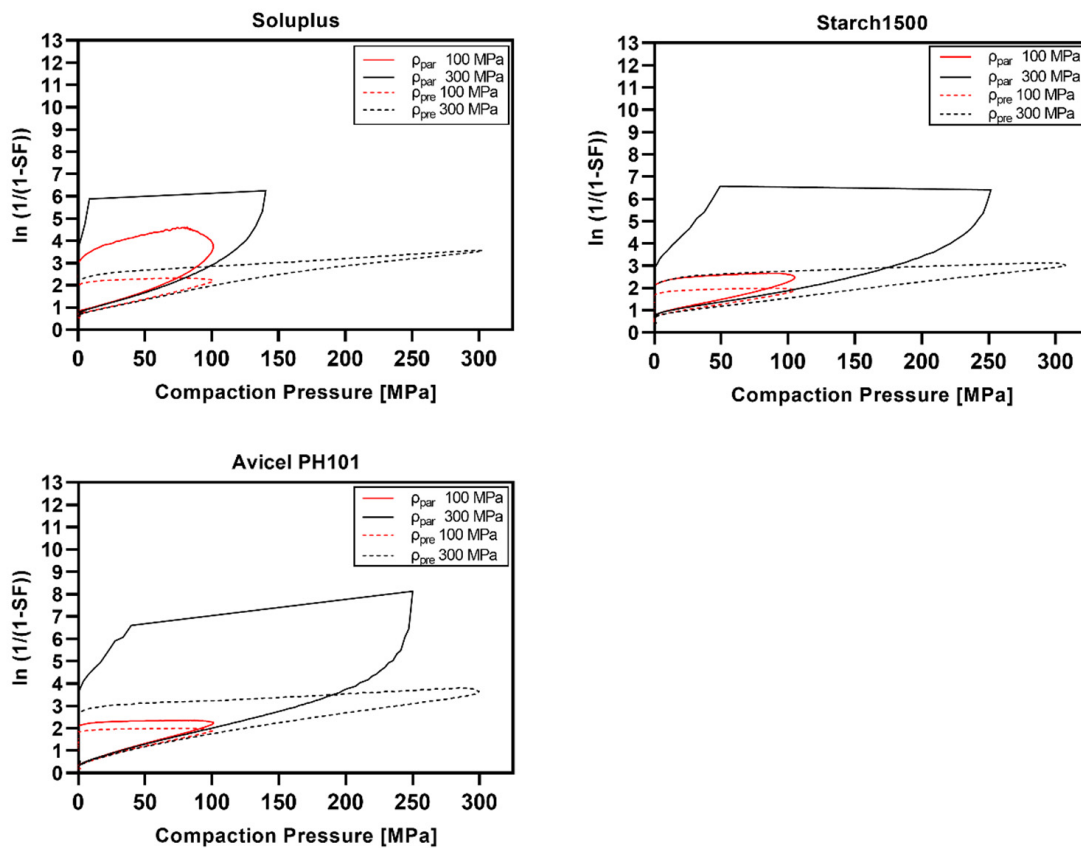 Soluplus
ln (1/(1-SF))
13
12
11
10
9
8
7
6
5
4
3
2
1
0
ρpar 100 MPa
ρpar 300 MPa
ρpre 100 MPa
ρpre 300 MPa
0 50 100 150 200 250 300
Compaction Pressure [MPa]
Starch1500
ln (1/(1-SF))
13
12
11
10
9
8
7
6
5
4
3
2
1
0
ρpar 100 MPa
ρpar 300 MPa
ρpre 100 MPa
ρpre 300 MPa
0 50 100 150 200 250 300
Compaction Pressure [MPa]
Avicel PH101
ln (1/(1-SF))
13
12
11
10
9
8
7
6
5
4
3
2
1
0
ρpar 100 MPa
ρpar 300 MPa
ρpre 100 MPa
ρpre 300 MPa
0 50 100 150 200 250 300
Compaction Pressure [MPa]